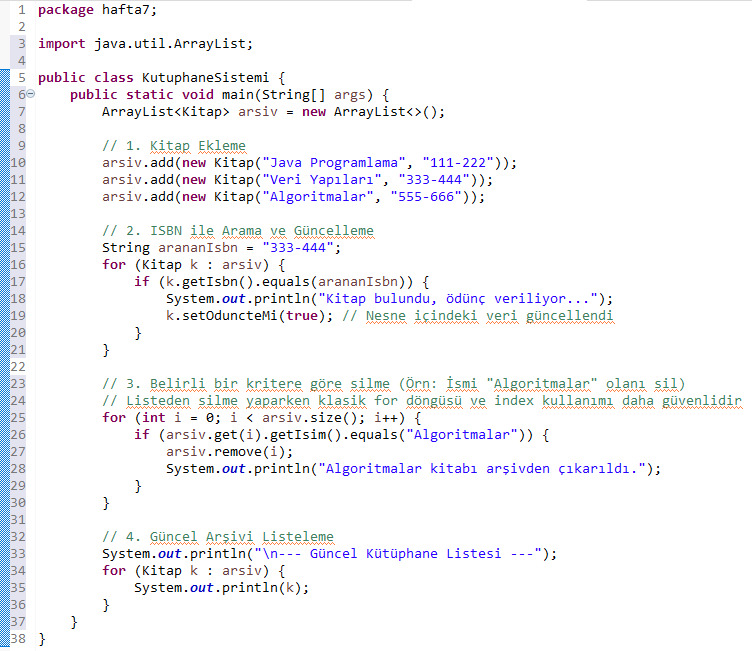 1 package hafta7;
2
3 import java.util.ArrayList;
4
5 public class KutuphaneSistemi {
6     public static void main(String[] args) {
7         ArrayList<Kitap> arsiv = new ArrayList<>();
8
9         // 1. Kitap Ekleme
10         arsiv.add(new Kitap("Java Programlama", "111-222"));
11         arsiv.add(new Kitap("Veri Yapıları", "333-444"));
12         arsiv.add(new Kitap("Algoritmalar", "555-666"));
13
14         // 2. ISBN ile Arama ve Güncelleme
15         String arananIsbn = "333-444";
16         for (Kitap k : arsiv) {
17             if (k.getIsbn().equals(arananIsbn)) {
18                 System.out.println("Kitap bulundu, ödünç veriliyor...");
19                 k.setOduncteMi(true); // Nesne içindeki veri güncellendi
20             }
21         }
22
23         // 3. Belirli bir kritere göre silme (Örn: İsmi "Algoritmalar" olanı sil)
24         // Listeden silme yaparken klasik for döngüsü ve index kullanımı daha güvenlidir
25         for (int i = 0; i < arsiv.size(); i++) {
26             if (arsiv.get(i).getIsim().equals("Algoritmalar")) {
27                 arsiv.remove(i);
28                 System.out.println("Algoritmalar kitabı arşivden çıkarıldı.");
29             }
30         }
31
32         // 4. Güncel Arşivi Listeleme
33         System.out.println("\n--- Güncel Kütüphane Listesi ---");
34         for (Kitap k : arsiv) {
35             System.out.println(k);
36         }
37     }
38 }